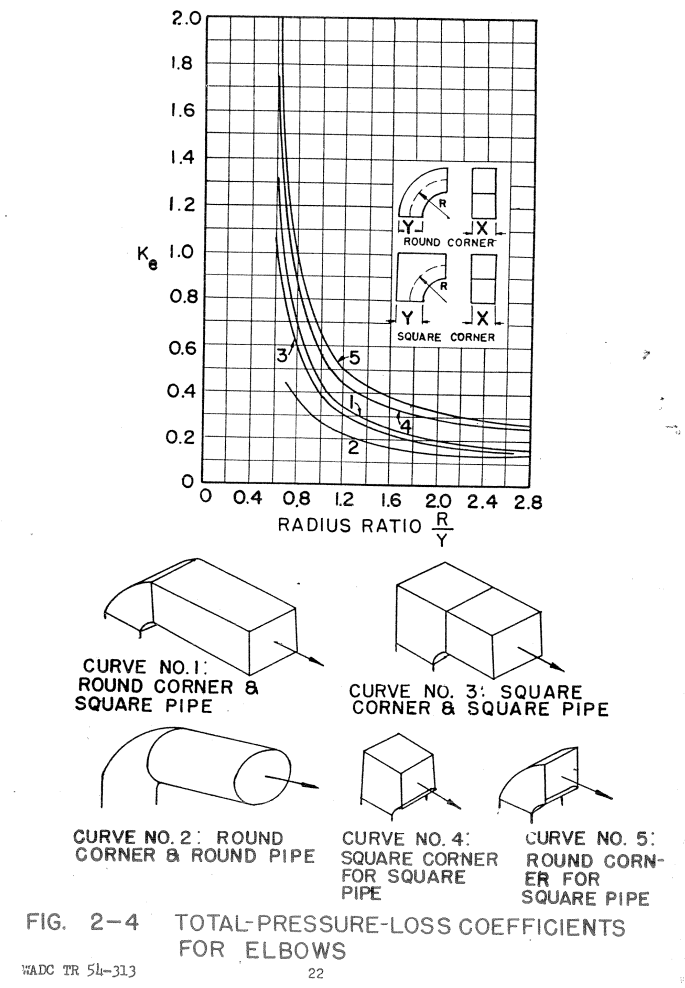 2.0
1.8
1.6
1.4
1.2
1.0
0.8
0.6
0.4
0.2
0
Ke
R
Y
X
ROUND CORNER
R
Y
X
SQUARE CORNER
3
5
1
4
2
0 0.4 0.8 1.2 1.6 2.0 2.4 2.8
RADIUS RATIO R/Y
CURVE NO.1:
ROUND CORNER &
SQUARE PIPE
CURVE NO. 3: SQUARE
CORNER & SQUARE PIPE
CURVE NO. 2: ROUND
CORNER & ROUND PIPE
CURVE NO. 4:
SQUARE CORNER
FOR SQUARE
PIPE
CURVE NO. 5:
ROUND CORN-
ER FOR
SQUARE PIPE
FIG. 2-4 TOTAL-PRESSURE-LOSS COEFFICIENTS
FOR ELBOWS
WADC TR 54-313
22